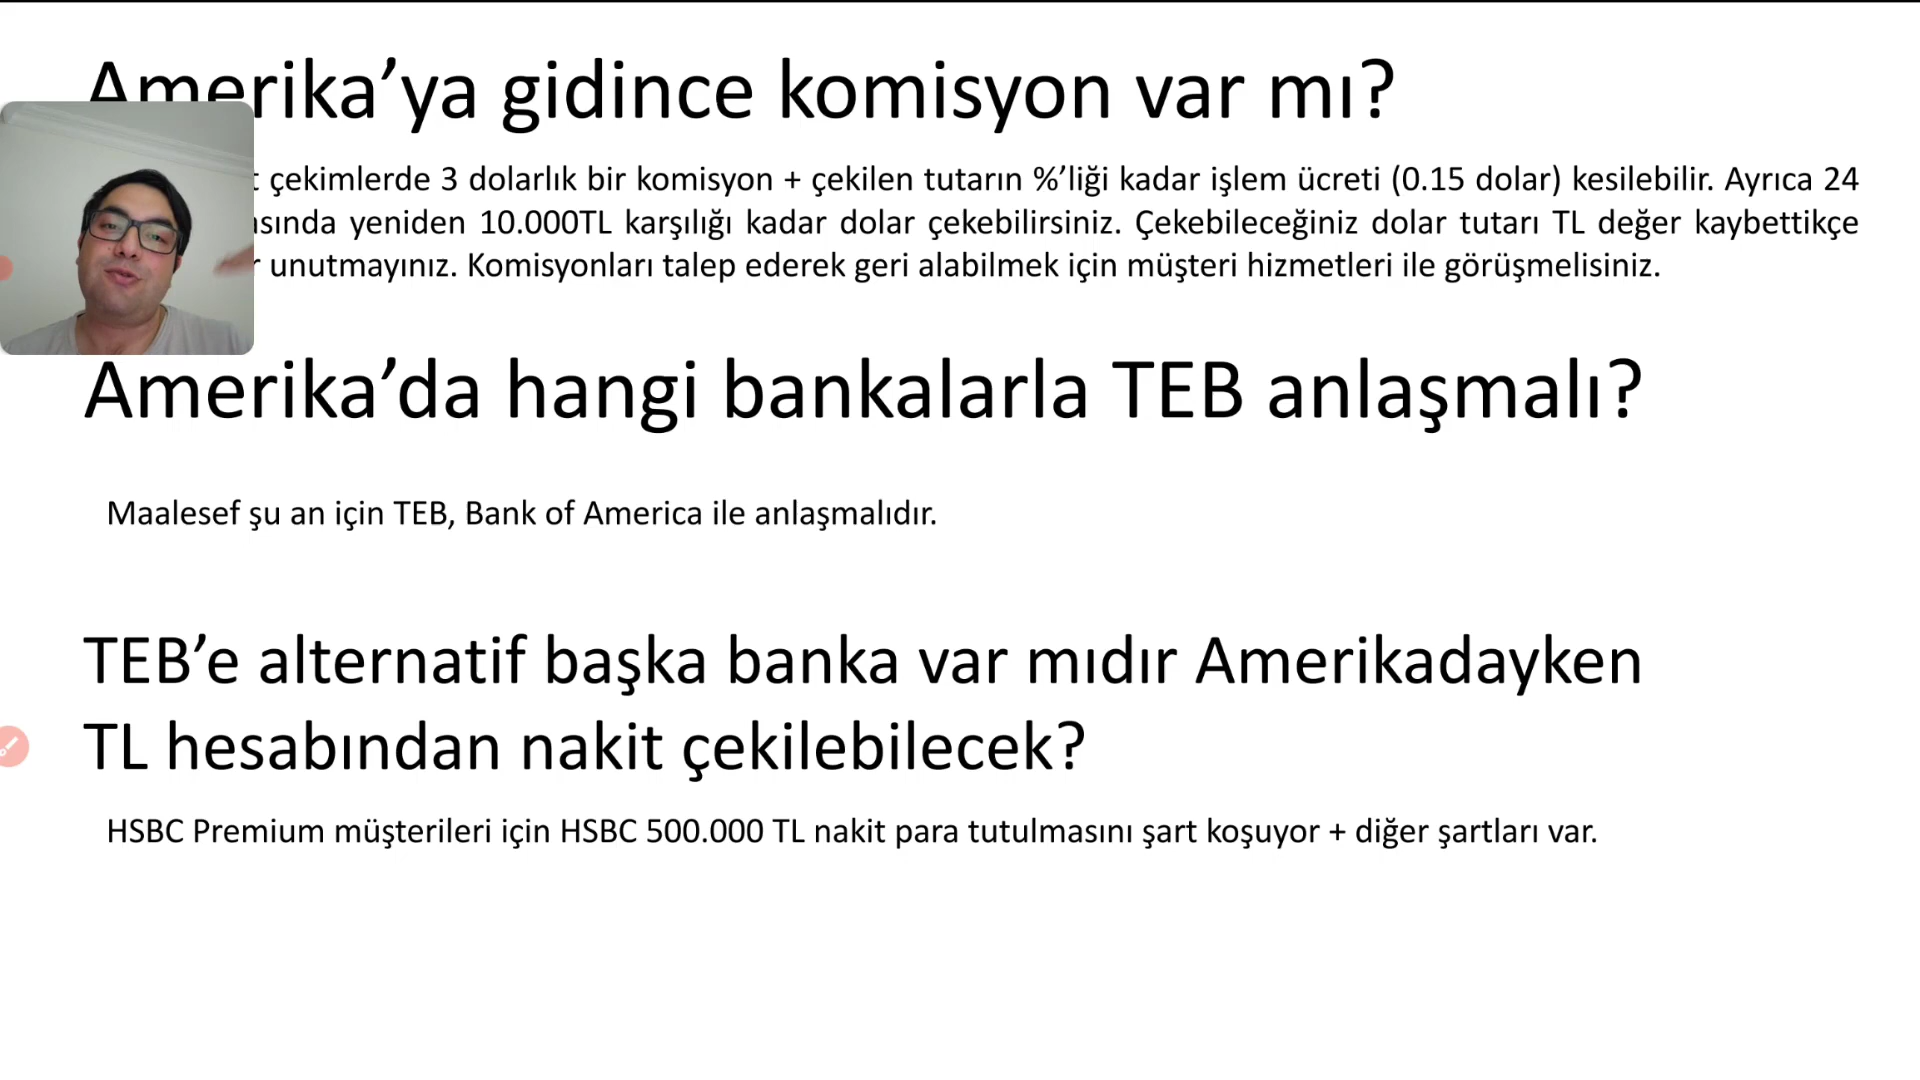 Amerika’ya gidince komisyon var mı?
çekimlerde 3 dolarlık bir komisyon + çekilen tutarın %’liği kadar işlem ücreti (0.15 dolar) kesilebilir. Ayrıca 24
yeniden 10.000TL karşılığı kadar dolar çekebilirsiniz. Çekebileceğiniz dolar tutarı TL değer kaybettikçe
unutmayınız. Komisyonları talep ederek geri alabilmek için müşteri hizmetleri ile görüşmelisiniz.
Amerika’da hangi bankalarla TEB anlaşmalı?
Maalesef şu an için TEB, Bank of America ile anlaşmalıdır.
TEB’e alternatif başka banka var mıdır Amerikadayken
TL hesabından nakit çekilebilecek?
HSBC Premium müşterileri için HSBC 500.000 TL nakit para tutulmasını şart koşuyor + diğer şartları var.